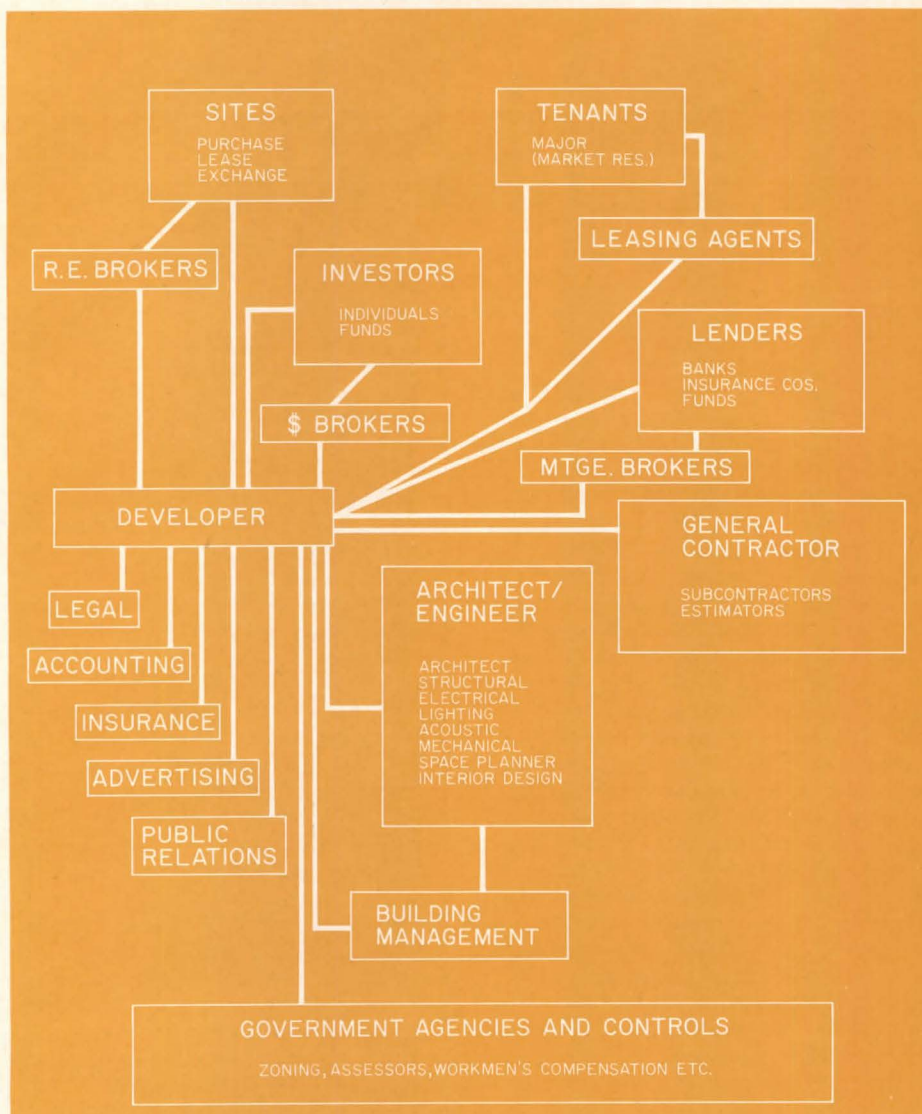 SITES
PURCHASE
LEASE
EXCHANGE
TENANTS
MAJOR
(MARKET RES.)
R.E. BROKERS
LEASING AGENTS
INVESTORS
INDIVIDUALS
FUNDS
LENDERS
BANKS
INSURANCE COS.
FUNDS
$ BROKERS
MTGE. BROKERS
DEVELOPER
GENERAL
CONTRACTOR
SUBCONTRACTORS
ESTIMATORS
ARCHITECT/
ENGINEER
ARCHITECT
STRUCTURAL
ELECTRICAL
LIGHTING
ACOUSTIC
MECHANICAL
SPACE PLANNER
INTERIOR DESIGN
LEGAL
ACCOUNTING
INSURANCE
ADVERTISING
PUBLIC
RELATIONS
BUILDING
MANAGEMENT
GOVERNMENT AGENCIES AND CONTROLS
ZONING, ASSESSORS, WORKMEN'S COMPENSATION ETC.